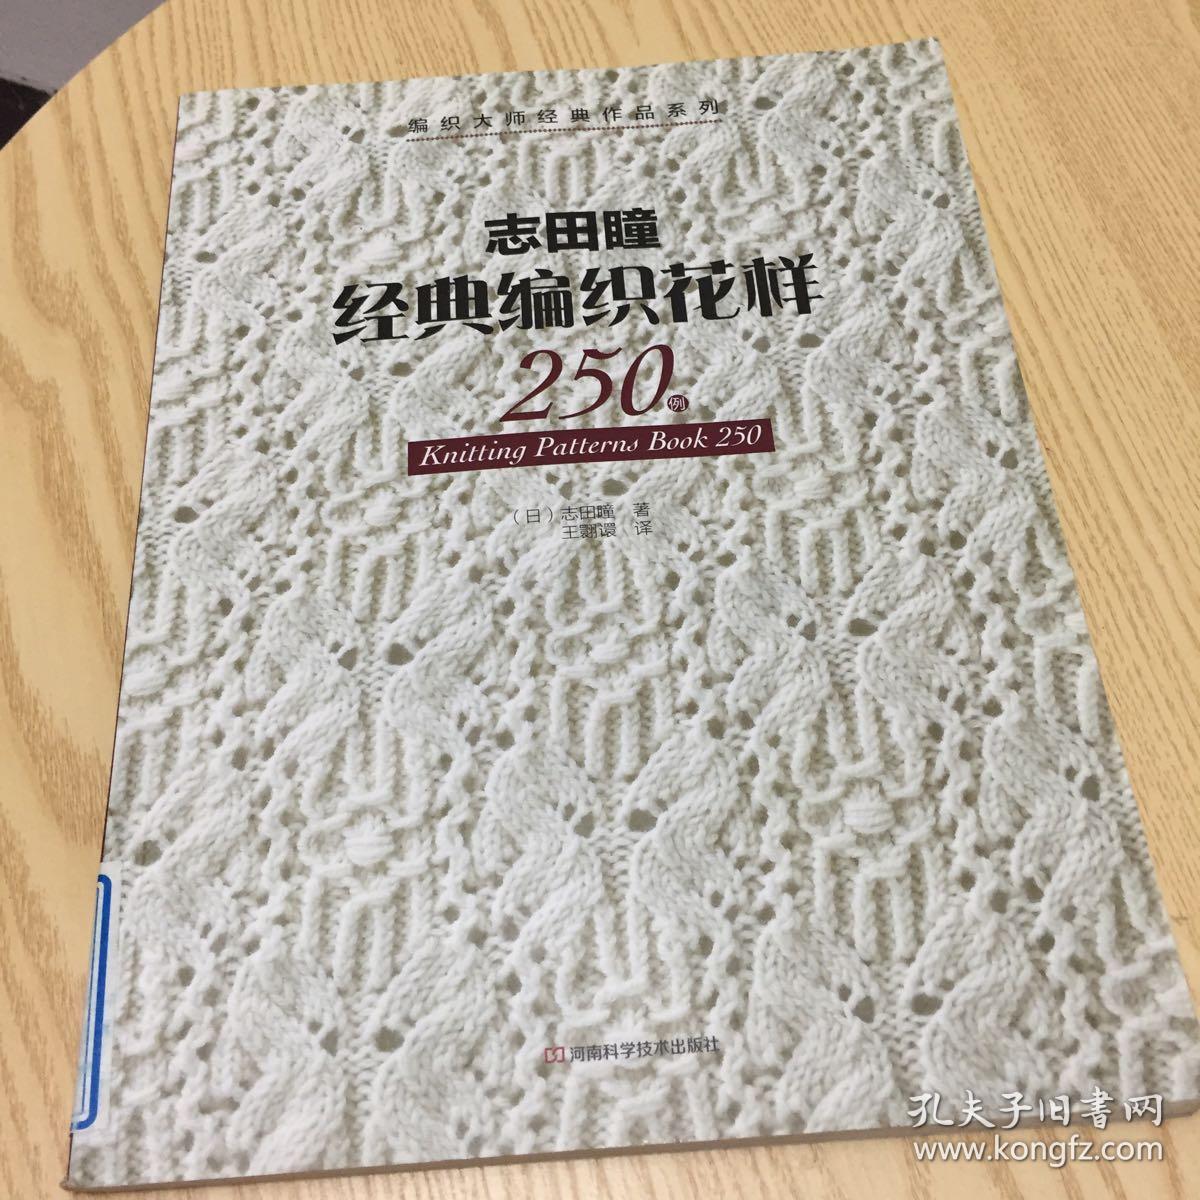 编织大师经典作品系列
志田瞳
经典编织花样
250例
Knitting Patterns Book 250
（日）志田瞳 著
王翾譞 译
河南科学技术出版社
孔夫子旧书网
www.kongfz.com